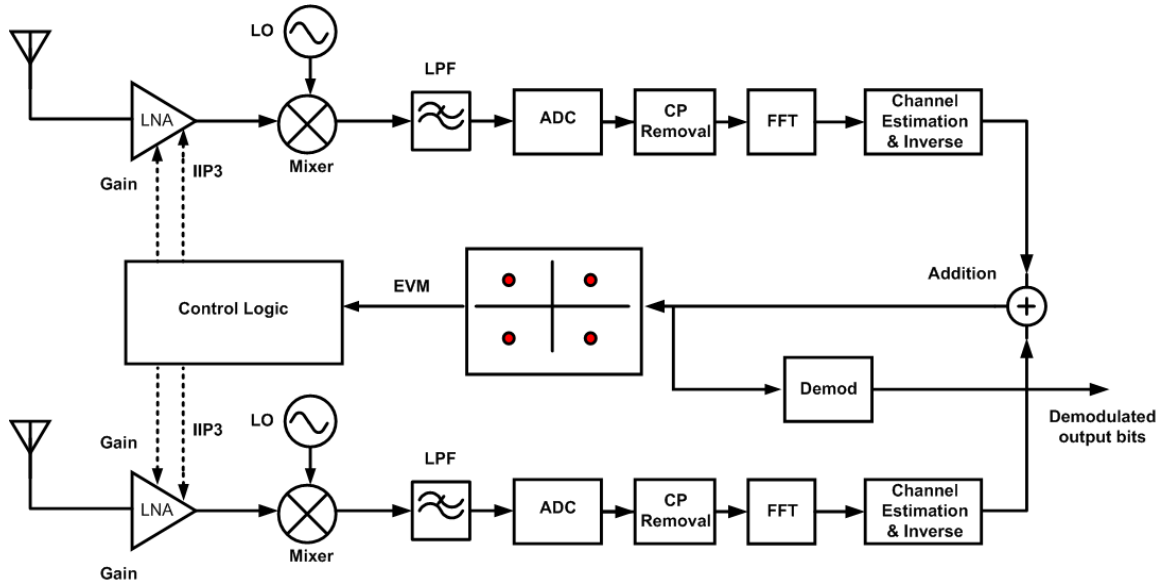 LO
LNA
Mixer
LPF
ADC
CP
Removal
FFT
Channel
Estimation
& Inverse
Gain
IIP3
Control Logic
EVM
Addition
+
Demod
Demodulated
output bits
Gain
IIP3
LO
LNA
Gain
Mixer
LPF
ADC
CP
Removal
FFT
Channel
Estimation
& Inverse